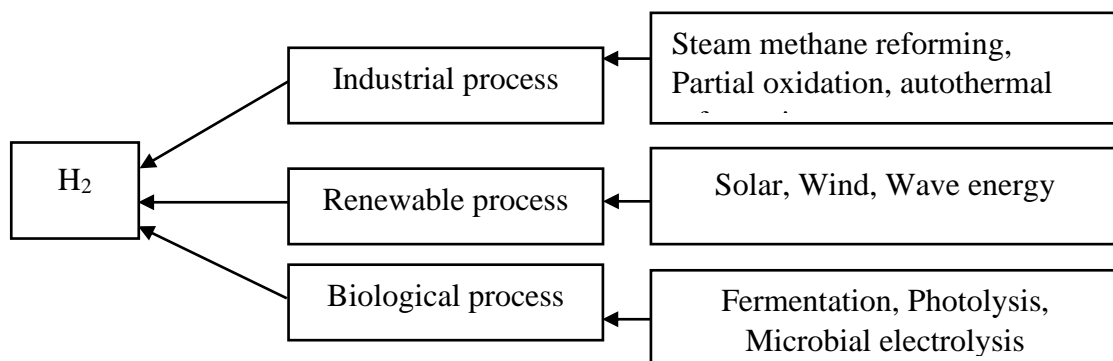 Steam methane reforming,
Industrial process
Partial oxidation, autothermal
H₂
Solar, Wind, Wave energy
Renewable process
Biological process
Fermentation, Photolysis,
Microbial electrolysis